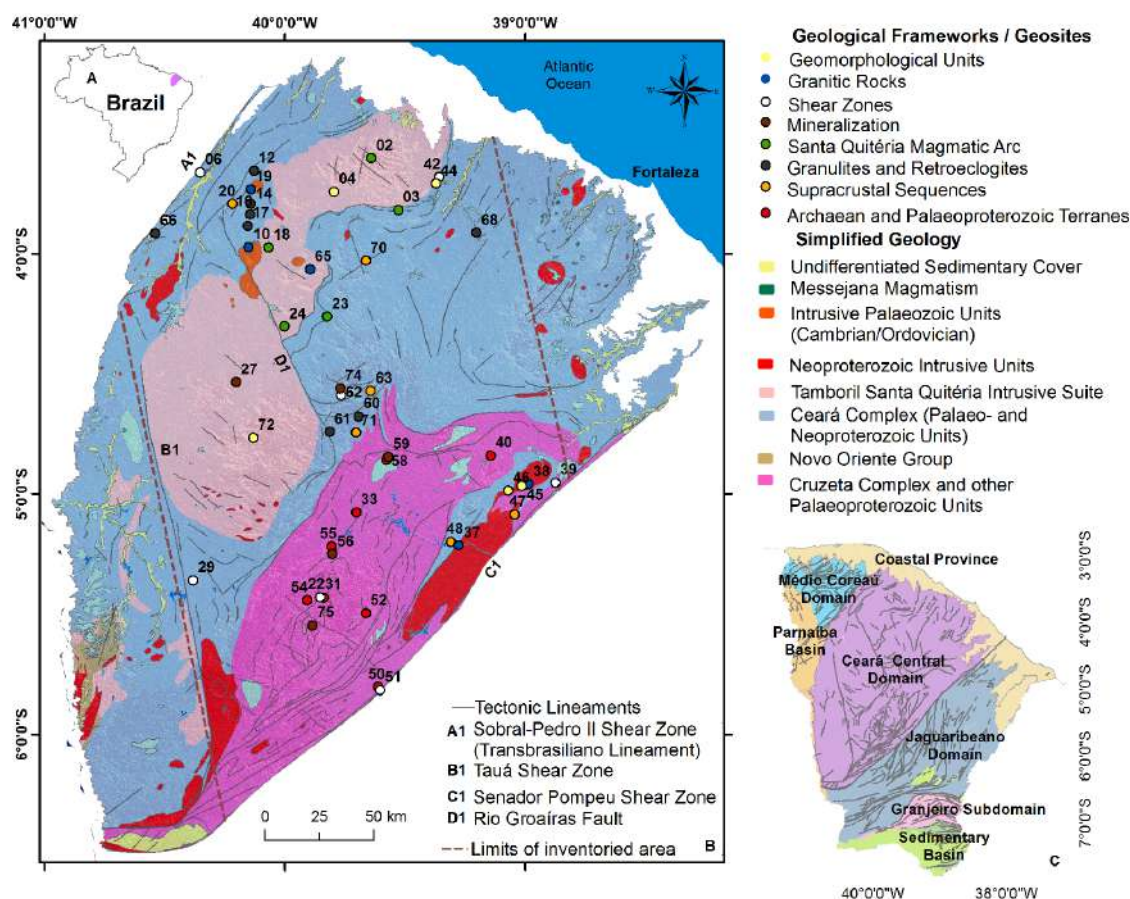 41°0'0"W
40°0'0"W
39°0'0"W
A
Brazil
Atlantic
Ocean
Fortaleza
A1
06
12
19
20
16
14
17
66
10
18
02
04
42
44
03
68
70
65
23
24
D1
27
72
B1
74
62
63
60
61
71
59
58
40
38
39
46
45
47
48
37
C1
33
55
56
29
54
22
31
75
52
50
51
4°0'0"S
5°0'0"S
6°0'0"S
0 25 50 km
Tectonic Lineaments
A1 Sobral-Pedro II Shear Zone
(Transbrasiliano Lineament)
B1 Tauá Shear Zone
C1 Senador Pompeu Shear Zone
D1 Rio Groaíras Fault
Limits of inventoried area
B
Geological Frameworks / Geosites
Geomorphological Units
Granitic Rocks
Shear Zones
Mineralization
Santa Quitéria Magmatic Arc
Granulites and Retroeclogites
Supracrustal Sequences
Archaean and Palaeoproterozoic Terranes
Simplified Geology
Undifferentiated Sedimentary Cover
Messejana Magmatism
Intrusive Palaeozoic Units
(Cambrian/Ordovician)
Neoproterozoic Intrusive Units
Tamboril Santa Quitéria Intrusive Suite
Ceará Complex (Palaeo- and
Neoproterozoic Units)
Novo Oriente Group
Cruzeta Complex and other
Palaeoproterozoic Units
Coastal Province
Médio Coreaú
Domain
Parnaíba
Basin
Ceará Central
Domain
Jaguaribeano
Domain
Granjeiro Subdomain
Sedimentary
Basin
C
3°0'0"S
4°0'0"S
5°0'0"S
6°0'0"S
7°0'0"S
40°0'0"W
38°0'0"W